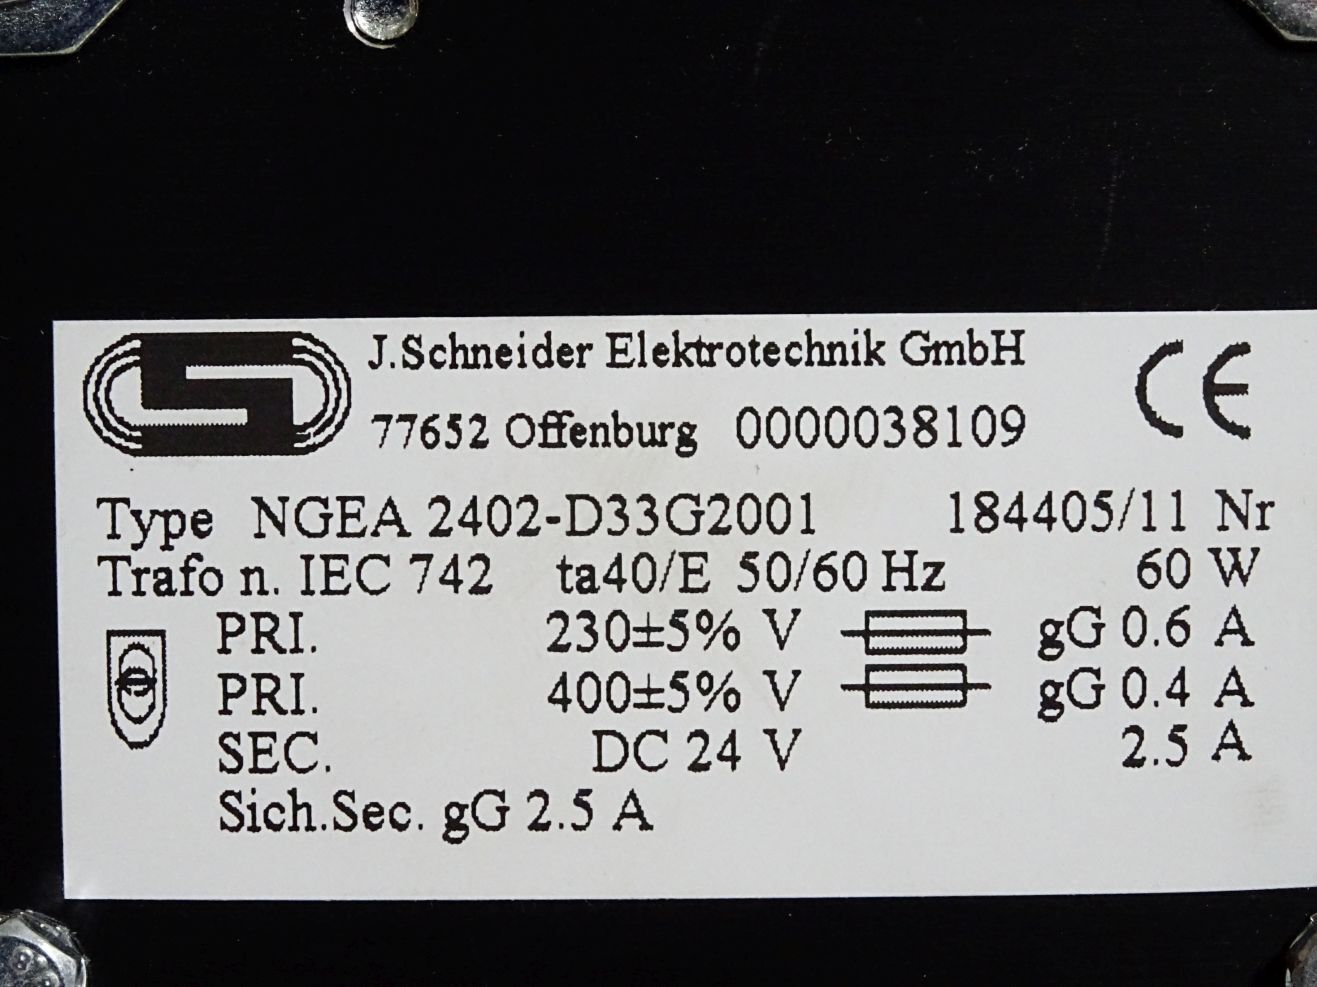 J.Schneider Elektrotechnik GmbH
77652 Offenburg 0000038109
CE
Type NGEA 2402-D33G2001 184405/11 Nr
Trafo n. IEC 742 ta40/E 50/60 Hz 60 W
PRI. 230±5% V gG 0.6 A
PRI. 400±5% V gG 0.4 A
SEC. DC 24 V 2.5 A
Sich.Sec. gG 2.5 A